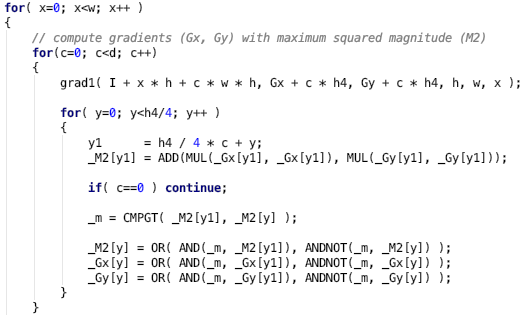 for( x=0; x<w; x++ )
{
// compute gradients (Gx, Gy) with maximum squared magnitude (M2)
for(c=0; c<d; c++)
{
grad1( I + x * h + c * w * h, Gx + c * h4, Gy + c * h4, h, w, x );
for( y=0; y<h4/4; y++ )
{
y1 = h4 / 4 * c + y;
_M2[y1] = ADD(MUL(_Gx[y1], _Gx[y1]), MUL(_Gy[y1], _Gy[y1]));
if( c==0 ) continue;
_m = CMPGT( _M2[y1], _M2[y] );
_M2[y] = OR( AND(_m, _M2[y1]), ANDNOT(_m, _M2[y]) );
_Gx[y] = OR( AND(_m, _Gx[y1]), ANDNOT(_m, _Gx[y]) );
_Gy[y] = OR( AND(_m, _Gy[y1]), ANDNOT(_m, _Gy[y]) );
}
}